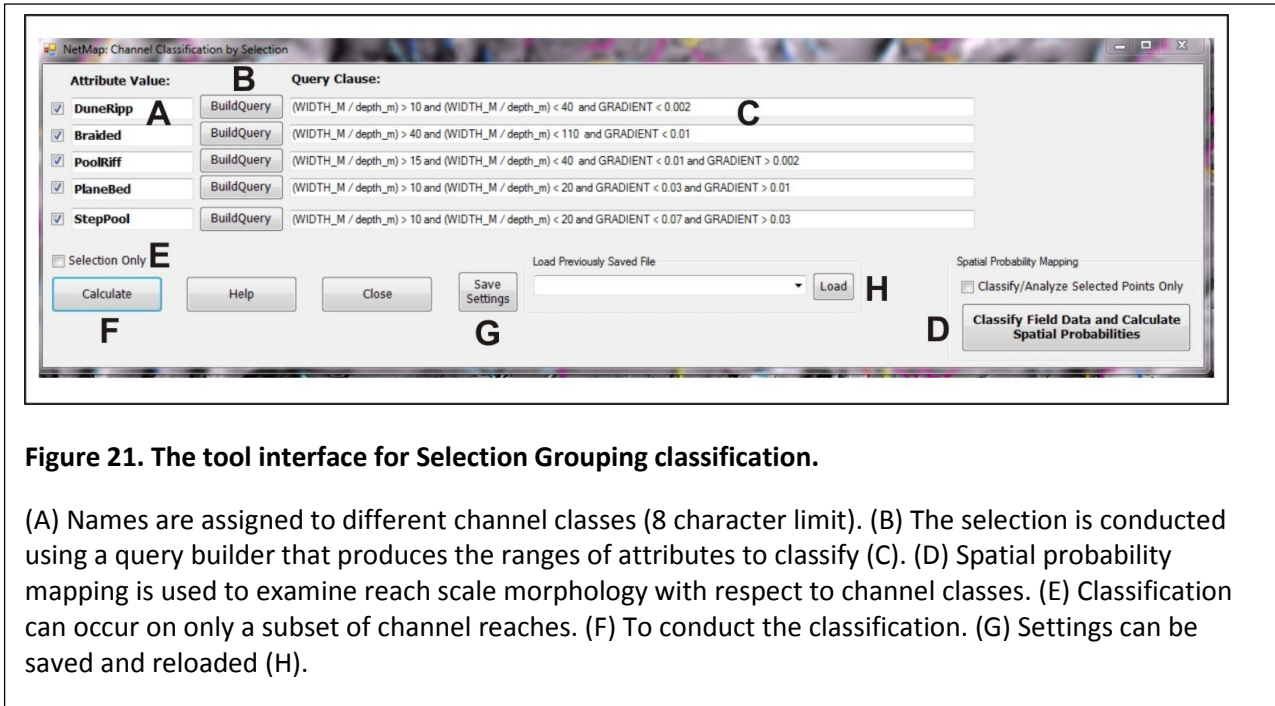 NetMap: Channel Classification by Selection
Attribute Value: B Query Clause:
DuneRipp A BuildQuery (WIDTH_M / depth_m) > 10 and (WIDTH_M / depth_m) < 40 and GRADIENT < 0.002 C
Braided BuildQuery (WIDTH_M / depth_m) > 40 and (WIDTH_M / depth_m) < 110 and GRADIENT < 0.01
PoolRiff BuildQuery (WIDTH_M / depth_m) > 15 and (WIDTH_M / depth_m) < 40 and GRADIENT < 0.01 and GRADIENT > 0.002
PlaneBed BuildQuery (WIDTH_M / depth_m) > 10 and (WIDTH_M / depth_m) < 20 and GRADIENT < 0.03 and GRADIENT > 0.01
StepPool BuildQuery (WIDTH_M / depth_m) > 10 and (WIDTH_M / depth_m) < 20 and GRADIENT < 0.07 and GRADIENT > 0.03
Selection Only E Load Previously Saved File Spatial Probability Mapping
Calculate Help Close Save Settings Load H Classify/Analyze Selected Points Only
F G D Classify Field Data and Calculate
Spatial Probabilities
Figure 21. The tool interface for Selection Grouping classification.
(A) Names are assigned to different channel classes (8 character limit). (B) The selection is conducted
using a query builder that produces the ranges of attributes to classify (C). (D) Spatial probability
mapping is used to examine reach scale morphology with respect to channel classes. (E) Classification
can occur on only a subset of channel reaches. (F) To conduct the classification. (G) Settings can be
saved and reloaded (H).